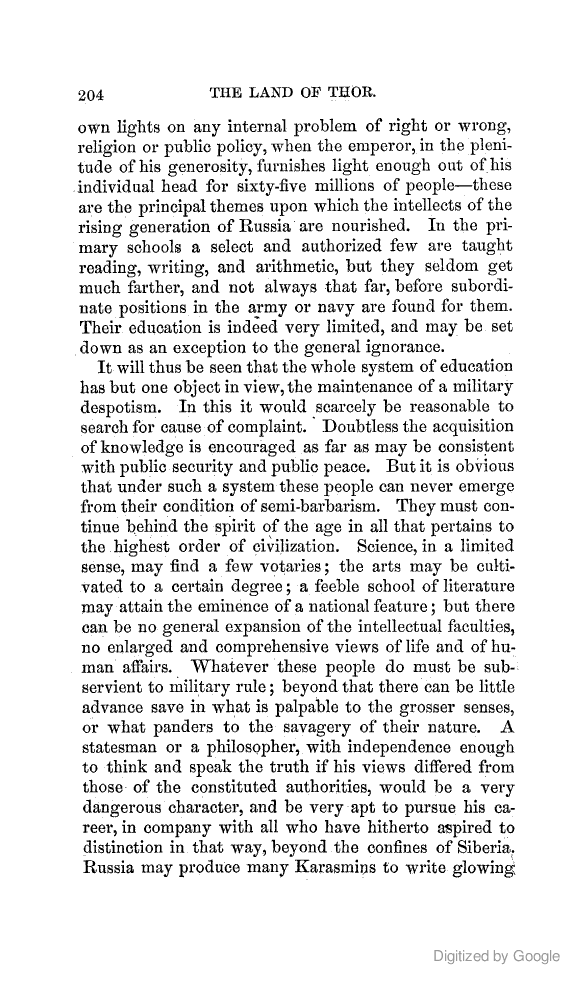 204 THE LAND OF THOR.
own lights on any internal problem of right or wrong,
religion or public policy, when the emperor, in the pleni-
tude of his generosity, furnishes light enough out of his
individual head for sixty-five millions of people—these
are the principal themes upon which the intellects of the
rising generation of Russia are nourished. In the pri-
mary schools a select and authorized few are taught
reading, writing, and arithmetic, but they seldom get
much farther, and not always that far, before subordi-
nate positions in the army or navy are found for them.
Their education is indeed very limited, and may be set
down as an exception to the general ignorance.
It will thus be seen that the whole system of education
has but one object in view, the maintenance of a military
despotism. In this it would scarcely be reasonable to
search for cause of complaint. Doubtless the acquisition
of knowledge is encouraged as far as may be consistent
with public security and public peace. But it is obvious
that under such a system these people can never emerge
from their condition of semi-barbarism. They must con-
tinue behind the spirit of the age in all that pertains to
the highest order of civilization. Science, in a limited
sense, may find a few votaries; the arts may be culti-
vated to a certain degree; a feeble school of literature
may attain the eminence of a national feature; but there
can be no general expansion of the intellectual faculties,
no enlarged and comprehensive views of life and of hu-
man affairs. Whatever these people do must be sub-
servient to military rule; beyond that there can be little
advance save in what is palpable to the grosser senses,
or what panders to the savagery of their nature. A
statesman or a philosopher, with independence enough
to think and speak the truth if his views differed from
those of the constituted authorities, would be a very
dangerous character, and be very apt to pursue his ca-
reer, in company with all who have hitherto aspired to
distinction in that way, beyond the confines of Siberia.
Russia may produce many Karasmins to write glowing
Digitized by Google